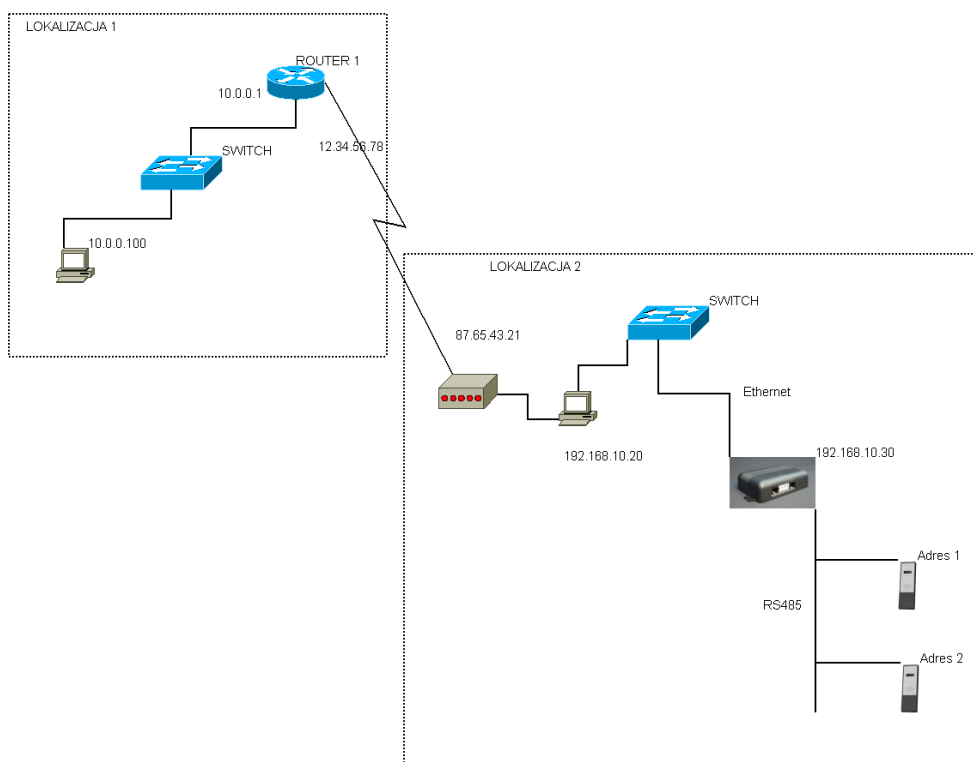 LOKALIZACJA 1
ROUTER 1
10.0.0.1
12.34.56.78
SWITCH
10.0.0.100
LOKALIZACJA 2
SWITCH
87.65.43.21
Ethernet
192.168.10.20
192.168.10.30
Adres 1
RS485
Adres 2